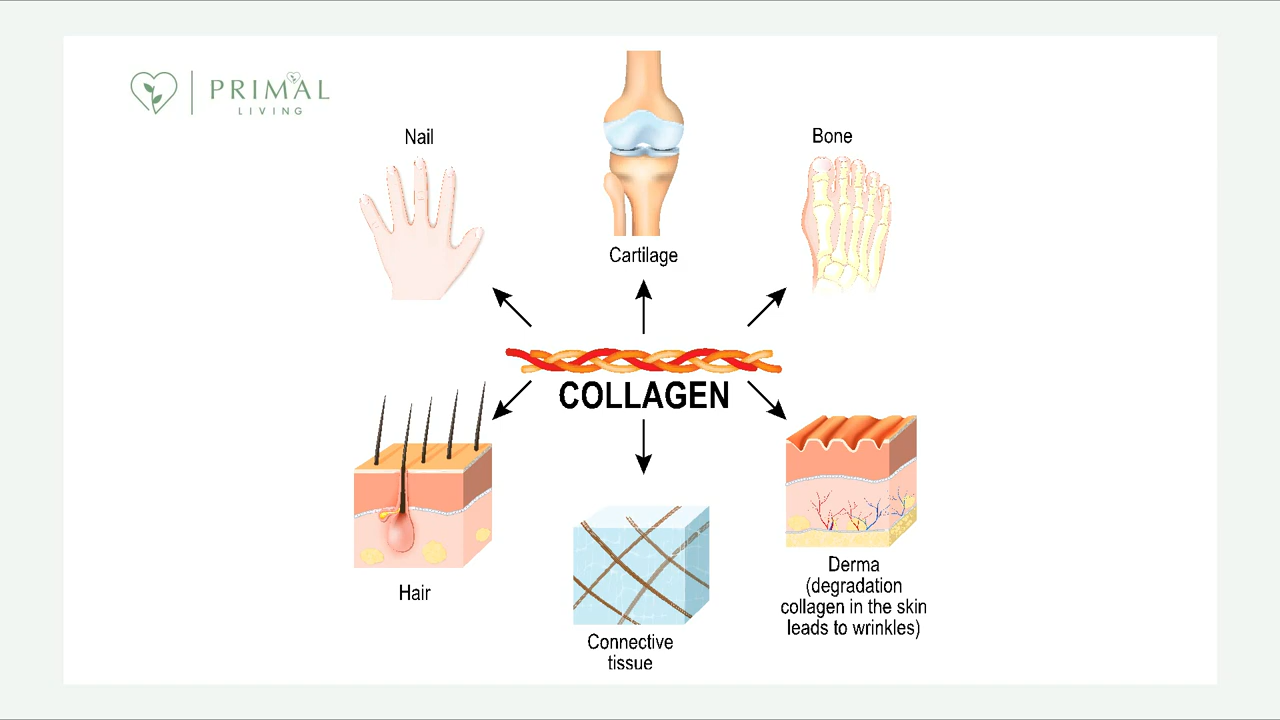 PRIMAL
LIVING
Nail
Cartilage
Bone
COLLAGEN
Hair
Connective
tissue
Derma
(degradation
collagen in the skin
leads to wrinkles)